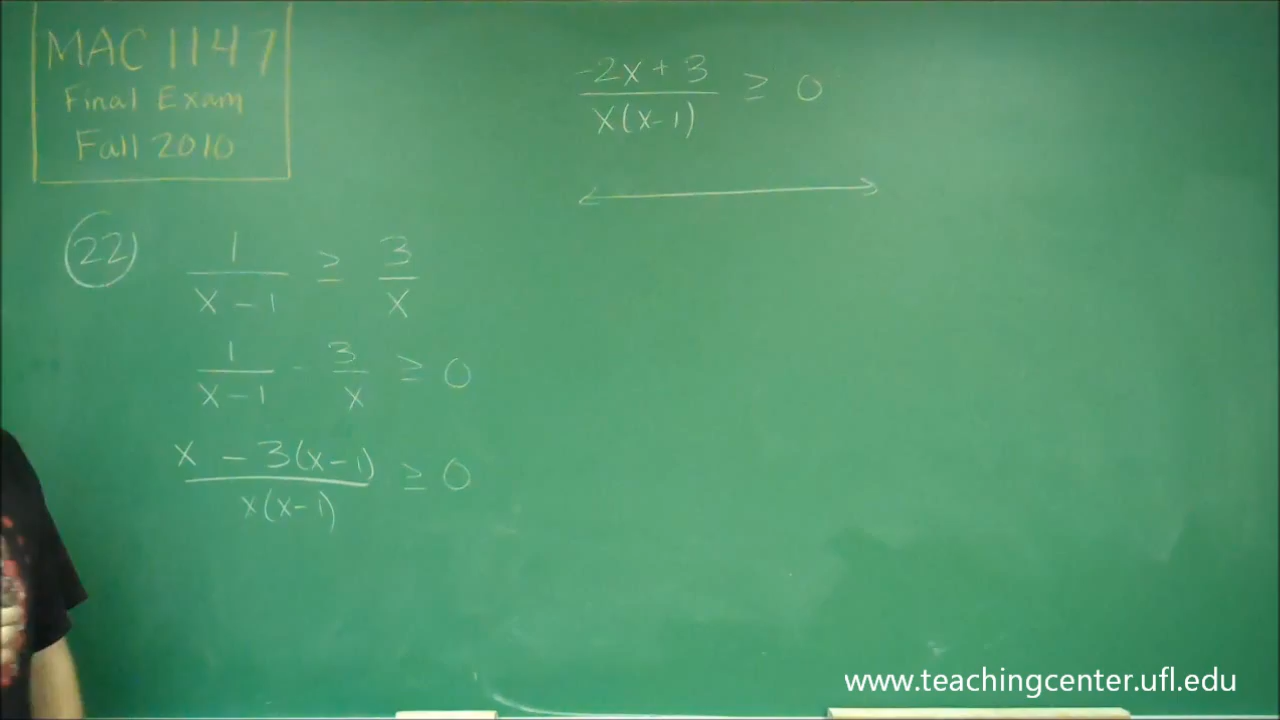 MAC 1147
Final Exam
Fall 2010
22
1/(x-1) ≥ 3/x
1/(x-1) - 3/x ≥ 0
(x - 3(x-1))/(x(x-1)) ≥ 0
(-2x+3)/(x(x-1)) ≥ 0
www.teachingcenter.ufl.edu